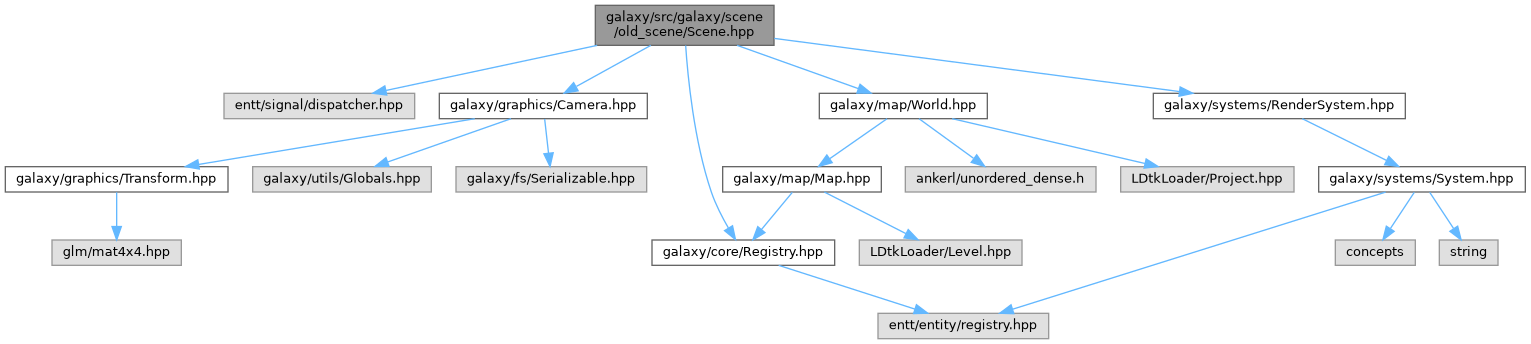 galaxy/src/galaxy/scene
/old_scene/Scene.hpp
entt/signal/dispatcher.hpp
galaxy/graphics/Camera.hpp
galaxy/map/World.hpp
galaxy/systems/RenderSystem.hpp
galaxy/graphics/Transform.hpp
galaxy/utils/Globals.hpp
galaxy/fs/Serializable.hpp
galaxy/map/Map.hpp
ankerl/unordered_dense.h
LDtkLoader/Project.hpp
galaxy/systems/System.hpp
glm/mat4x4.hpp
galaxy/core/Registry.hpp
LDtkLoader/Level.hpp
concepts
string
entt/entity/registry.hpp